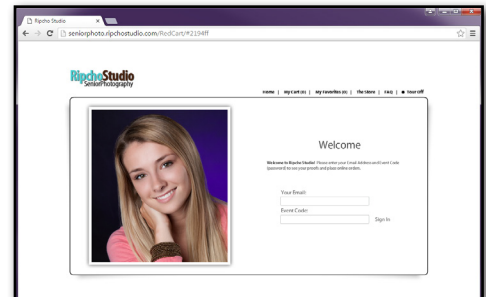 Ripcho Studio
seniorphoto.ripchostudio.com/RedCart/#2194ff
RipchoStudio
SeniorPhotography
Home | My Cart (0) | My Favorites (0) | The Store | FAQ | Tour Off
Welcome
Welcome to Ripcho Studio! Please enter your Email Address and Event Code
(password) to see your proofs and place online orders.
Your Email:
Event Code:
Sign In